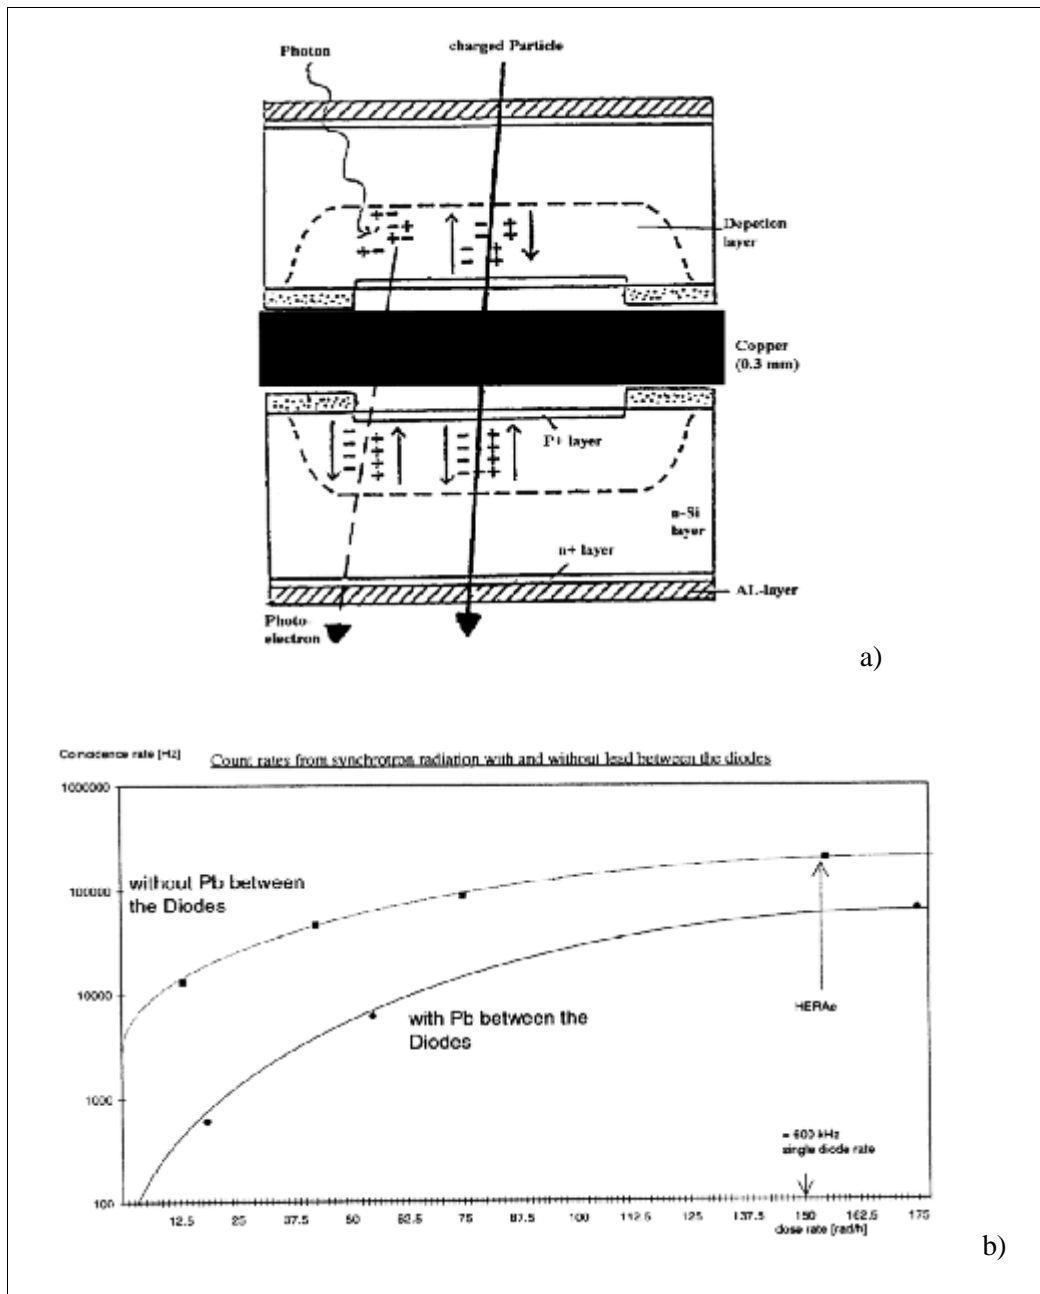 Photon
charged Particle
Depetion
layer
Copper
(0.3 mm)
P+ layer
n-Si
layer
n+ layer
AL-layer
Photo-
electron
a)
Coincidence rate [Hz]
Count rates from synchrotron radiation with and without lead between the diodes
1000000
100000
10000
1000
100
without Pb between
the Diodes
with Pb between the
Diodes
HERAe
= 600 kHz
single diode rate
12.5 25 37.5 50 62.5 75 87.5 100 112.5 125 137.5 150 162.5 175
dose rate [rad/h]
b)